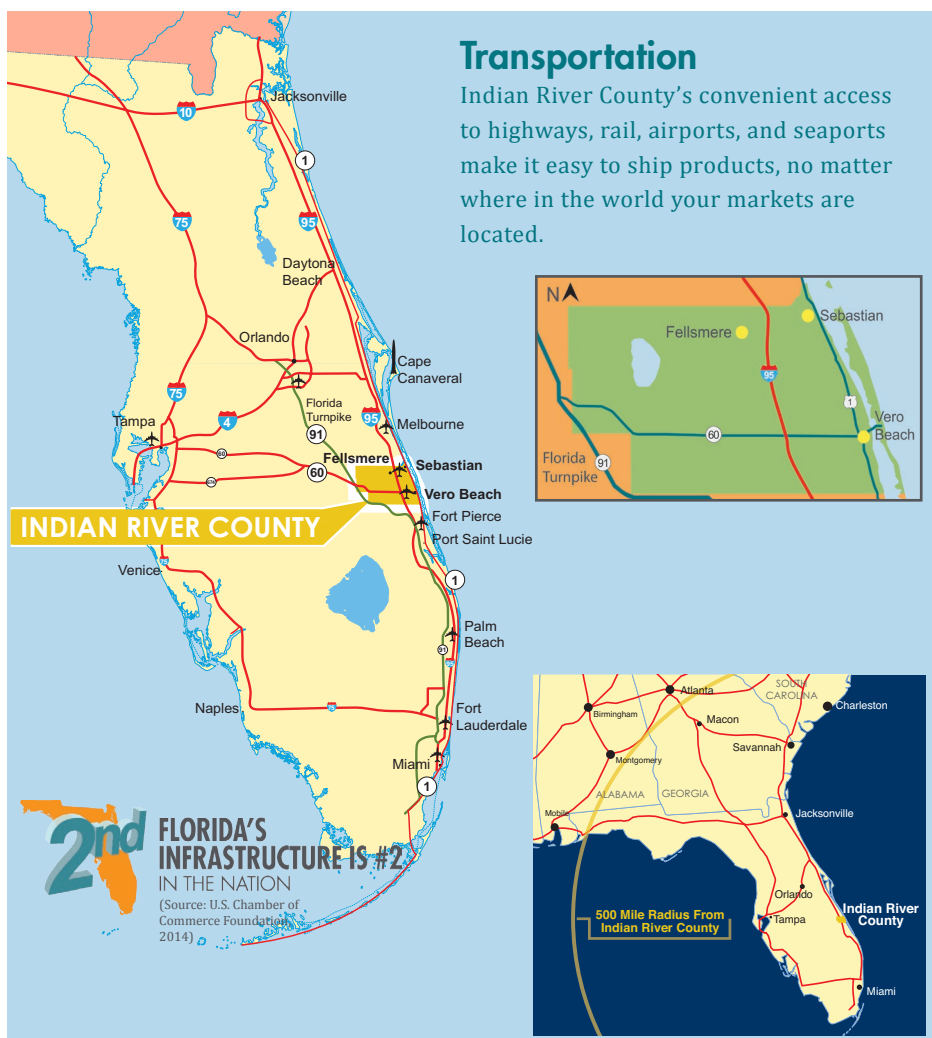 Transportation
Indian River County’s convenient access
to highways, rail, airports, and seaports
make it easy to ship products, no matter
where in the world your markets are
located.
Jacksonville
10
1
75
95
Daytona
Beach
Orlando
Cape
Canaveral
75
4
Florida
Turnpike
95
Tampa
91
Melbourne
60
Fellsmere
60
Sebastian
Vero Beach
INDIAN RIVER COUNTY
Fort Pierce
Port Saint Lucie
75
Venice
1
Palm
Beach
91
95
Naples
75
Fort
Lauderdale
Miami
1
2nd
FLORIDA’S
INFRASTRUCTURE IS #2
IN THE NATION
(Source: U.S. Chamber of
Commerce Foundation
2014)
N
Sebastian
Fellsmere
95
1
Vero
Beach
60
Florida
Turnpike
91
SOUTH
CAROLINA
Atlanta
Charleston
Birmingham
Macon
Savannah
Montgomery
ALABAMA
GEORGIA
Mobile
Jacksonville
Orlando
Indian River
County
500 Mile Radius From
Indian River County
Tampa
Miami